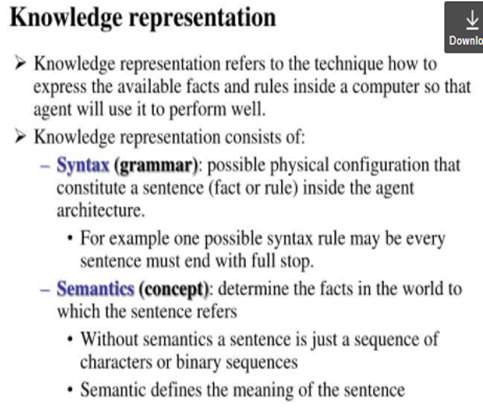 Knowledge representation
Downlo
➤ Knowledge representation refers to the technique how to
express the available facts and rules inside a computer so that
agent will use it to perform well.
➤ Knowledge representation consists of:
– Syntax (grammar): possible physical configuration that
constitute a sentence (fact or rule) inside the agent
architecture.
• For example one possible syntax rule may be every
sentence must end with full stop.
– Semantics (concept): determine the facts in the world to
which the sentence refers
• Without semantics a sentence is just a sequence of
characters or binary sequences
• Semantic defines the meaning of the sentence